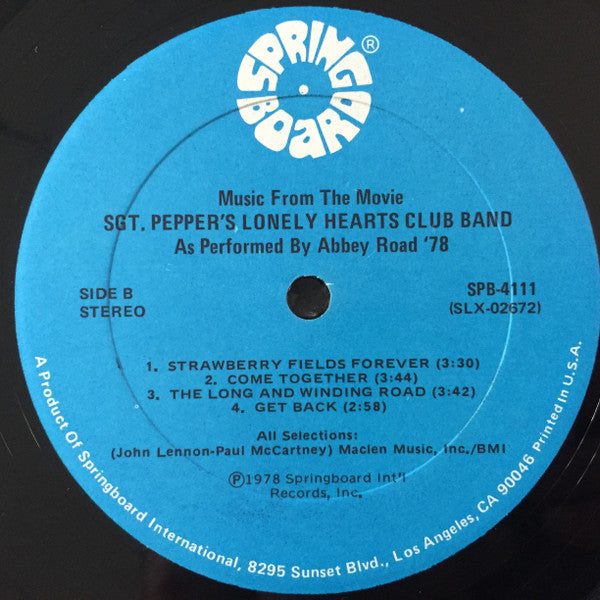 SPRING
BOARD
®
Music From The Movie
SGT. PEPPER'S LONELY HEARTS CLUB BAND
As Performed By Abbey Road '78
SIDE B
STEREO
SPB-4111
(SLX-02672)
1. STRAWBERRY FIELDS FOREVER (3:30)
2. COME TOGETHER (3:44)
3. THE LONG AND WINDING ROAD (3:42)
4. GET BACK (2:58)
All Selections:
(John Lennon-Paul McCartney) Maclen Music, Inc./BMI
℗1978 Springboard Int'l
Records, Inc.
A Product Of Springboard International, 8295 Sunset Blvd., Los Angeles, CA 90046 Printed In U.S.A.